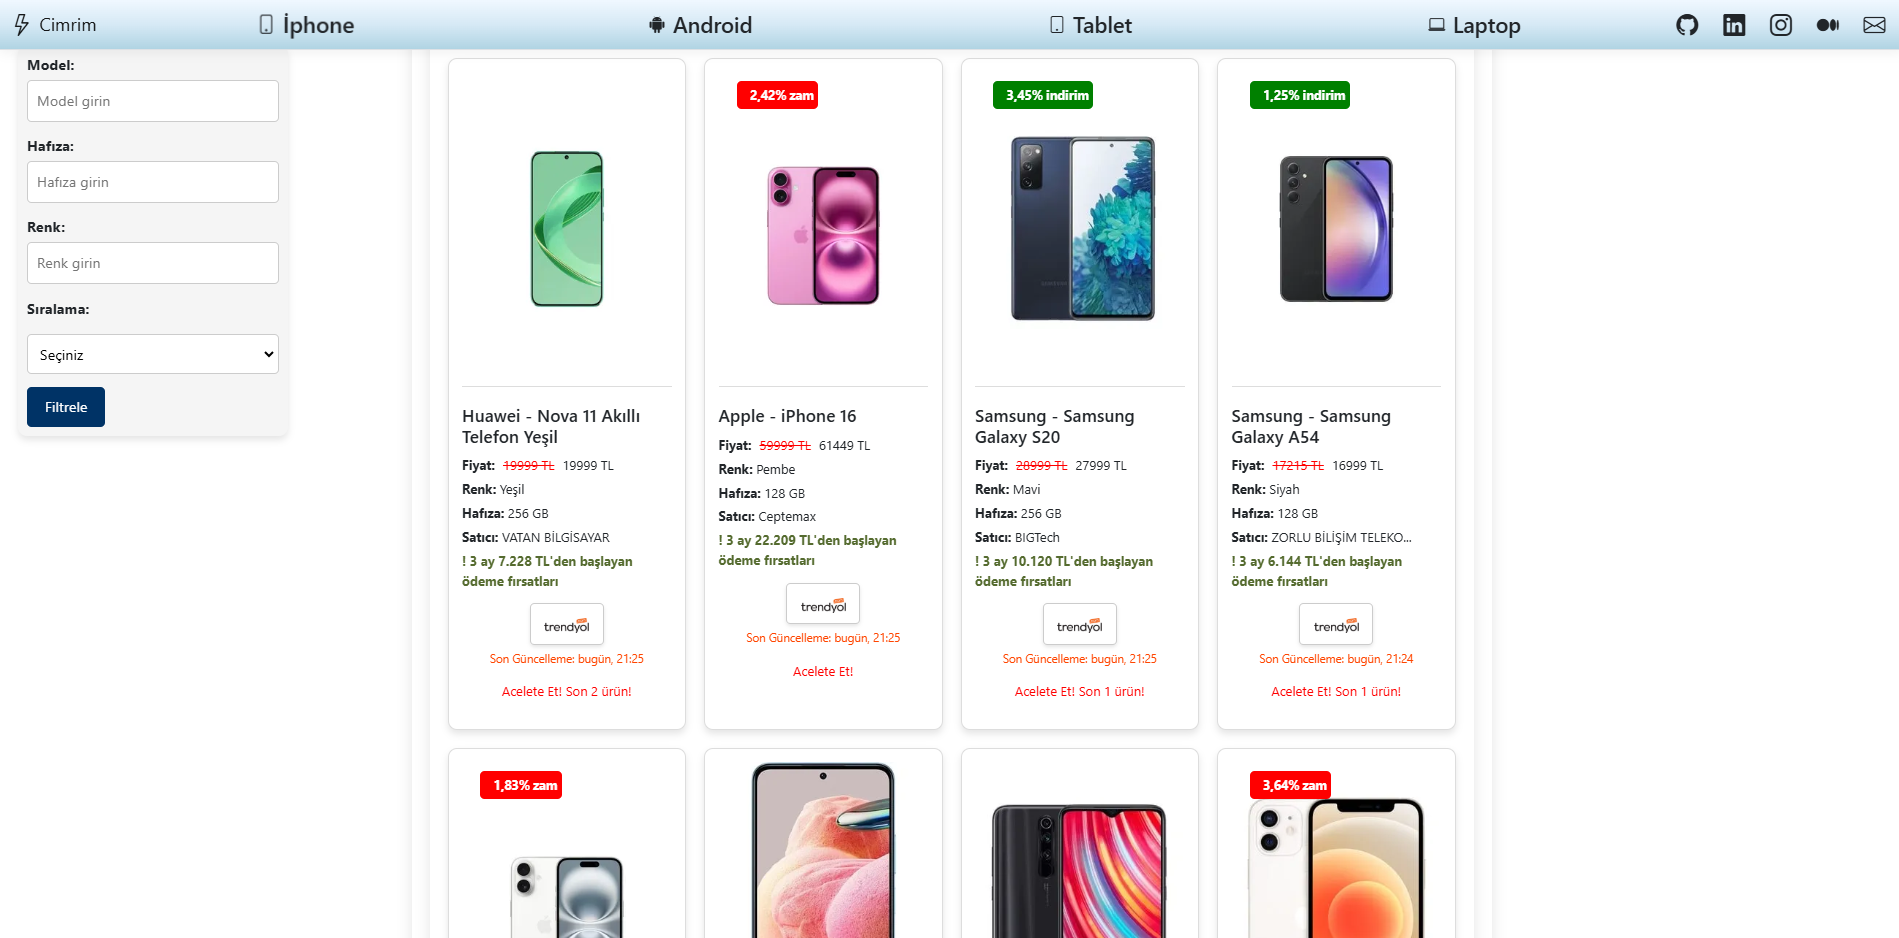 Cimrim
İphone
Android
Tablet
Laptop
Model:
Model girin
Hafıza:
Hafıza girin
Renk:
Renk girin
Sıralama:
Seçiniz
Filtrele
Huawei - Nova 11 Akıllı
Telefon Yeşil
Fiyat: 19999 TL 19999 TL
Renk: Yeşil
Hafıza: 256 GB
Satıcı: VATAN BİLGİSAYAR
! 3 ay 7.228 TL'den başlayan
ödeme fırsatları
trendyol
Son Güncelleme: bugün, 21:25
Acelete Et! Son 2 ürün!
2,42% zam
Apple - iPhone 16
Fiyat: 59999 TL 61449 TL
Renk: Pembe
Hafıza: 128 GB
Satıcı: Ceptemax
! 3 ay 22.209 TL'den başlayan
ödeme fırsatları
trendyol
Son Güncelleme: bugün, 21:25
Acelete Et!
3,45% indirim
Samsung - Samsung
Galaxy S20
Fiyat: 28999 TL 27999 TL
Renk: Mavi
Hafıza: 256 GB
Satıcı: BIGTech
! 3 ay 10.120 TL'den başlayan
ödeme fırsatları
trendyol
Son Güncelleme: bugün, 21:25
Acelete Et! Son 1 ürün!
1,25% indirim
Samsung - Samsung
Galaxy A54
Fiyat: 17215 TL 16999 TL
Renk: Siyah
Hafıza: 128 GB
Satıcı: ZORLU BİLİŞİM TELEKO...
! 3 ay 6.144 TL'den başlayan
ödeme fırsatları
trendyol
Son Güncelleme: bugün, 21:24
Acelete Et! Son 1 ürün!
1,83% zam
3,64% zam